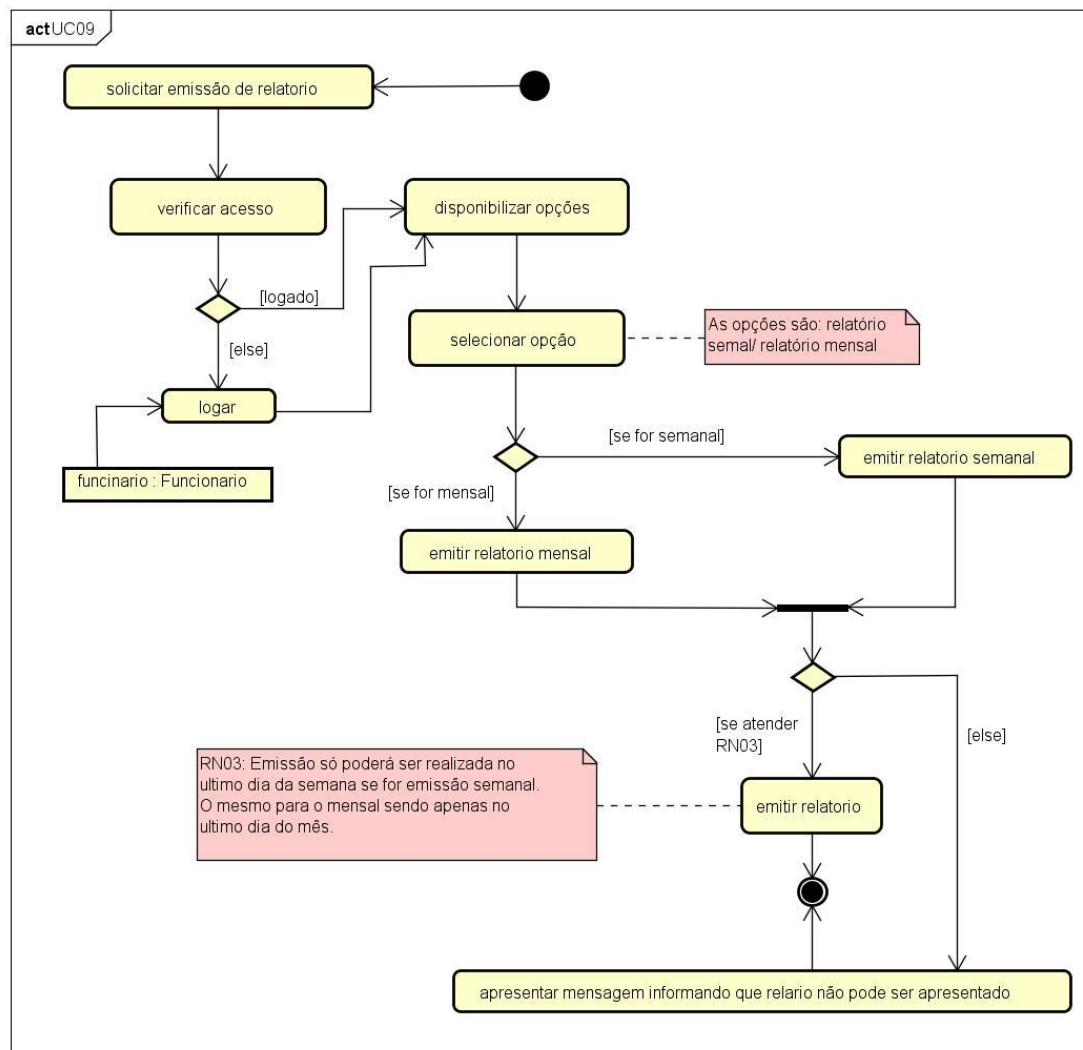 act UC09
solicitar emissão de relatorio
verificar acesso
disponibilizar opções
[logado]
[else]
logar
funcinario : Funcionario
selecionar opção
As opções são: relatório
semal/ relatório mensal
[se for semanal]
emitir relatorio semanal
[se for mensal]
emitir relatorio mensal
[se atender
RN03]
[else]
RN03: Emissão só poderá ser realizada no
ultimo dia da semana se for emissão semanal.
O mesmo para o mensal sendo apenas no
ultimo dia do mês.
emitir relatorio
apresentar mensagem informando que relario não pode ser apresentado